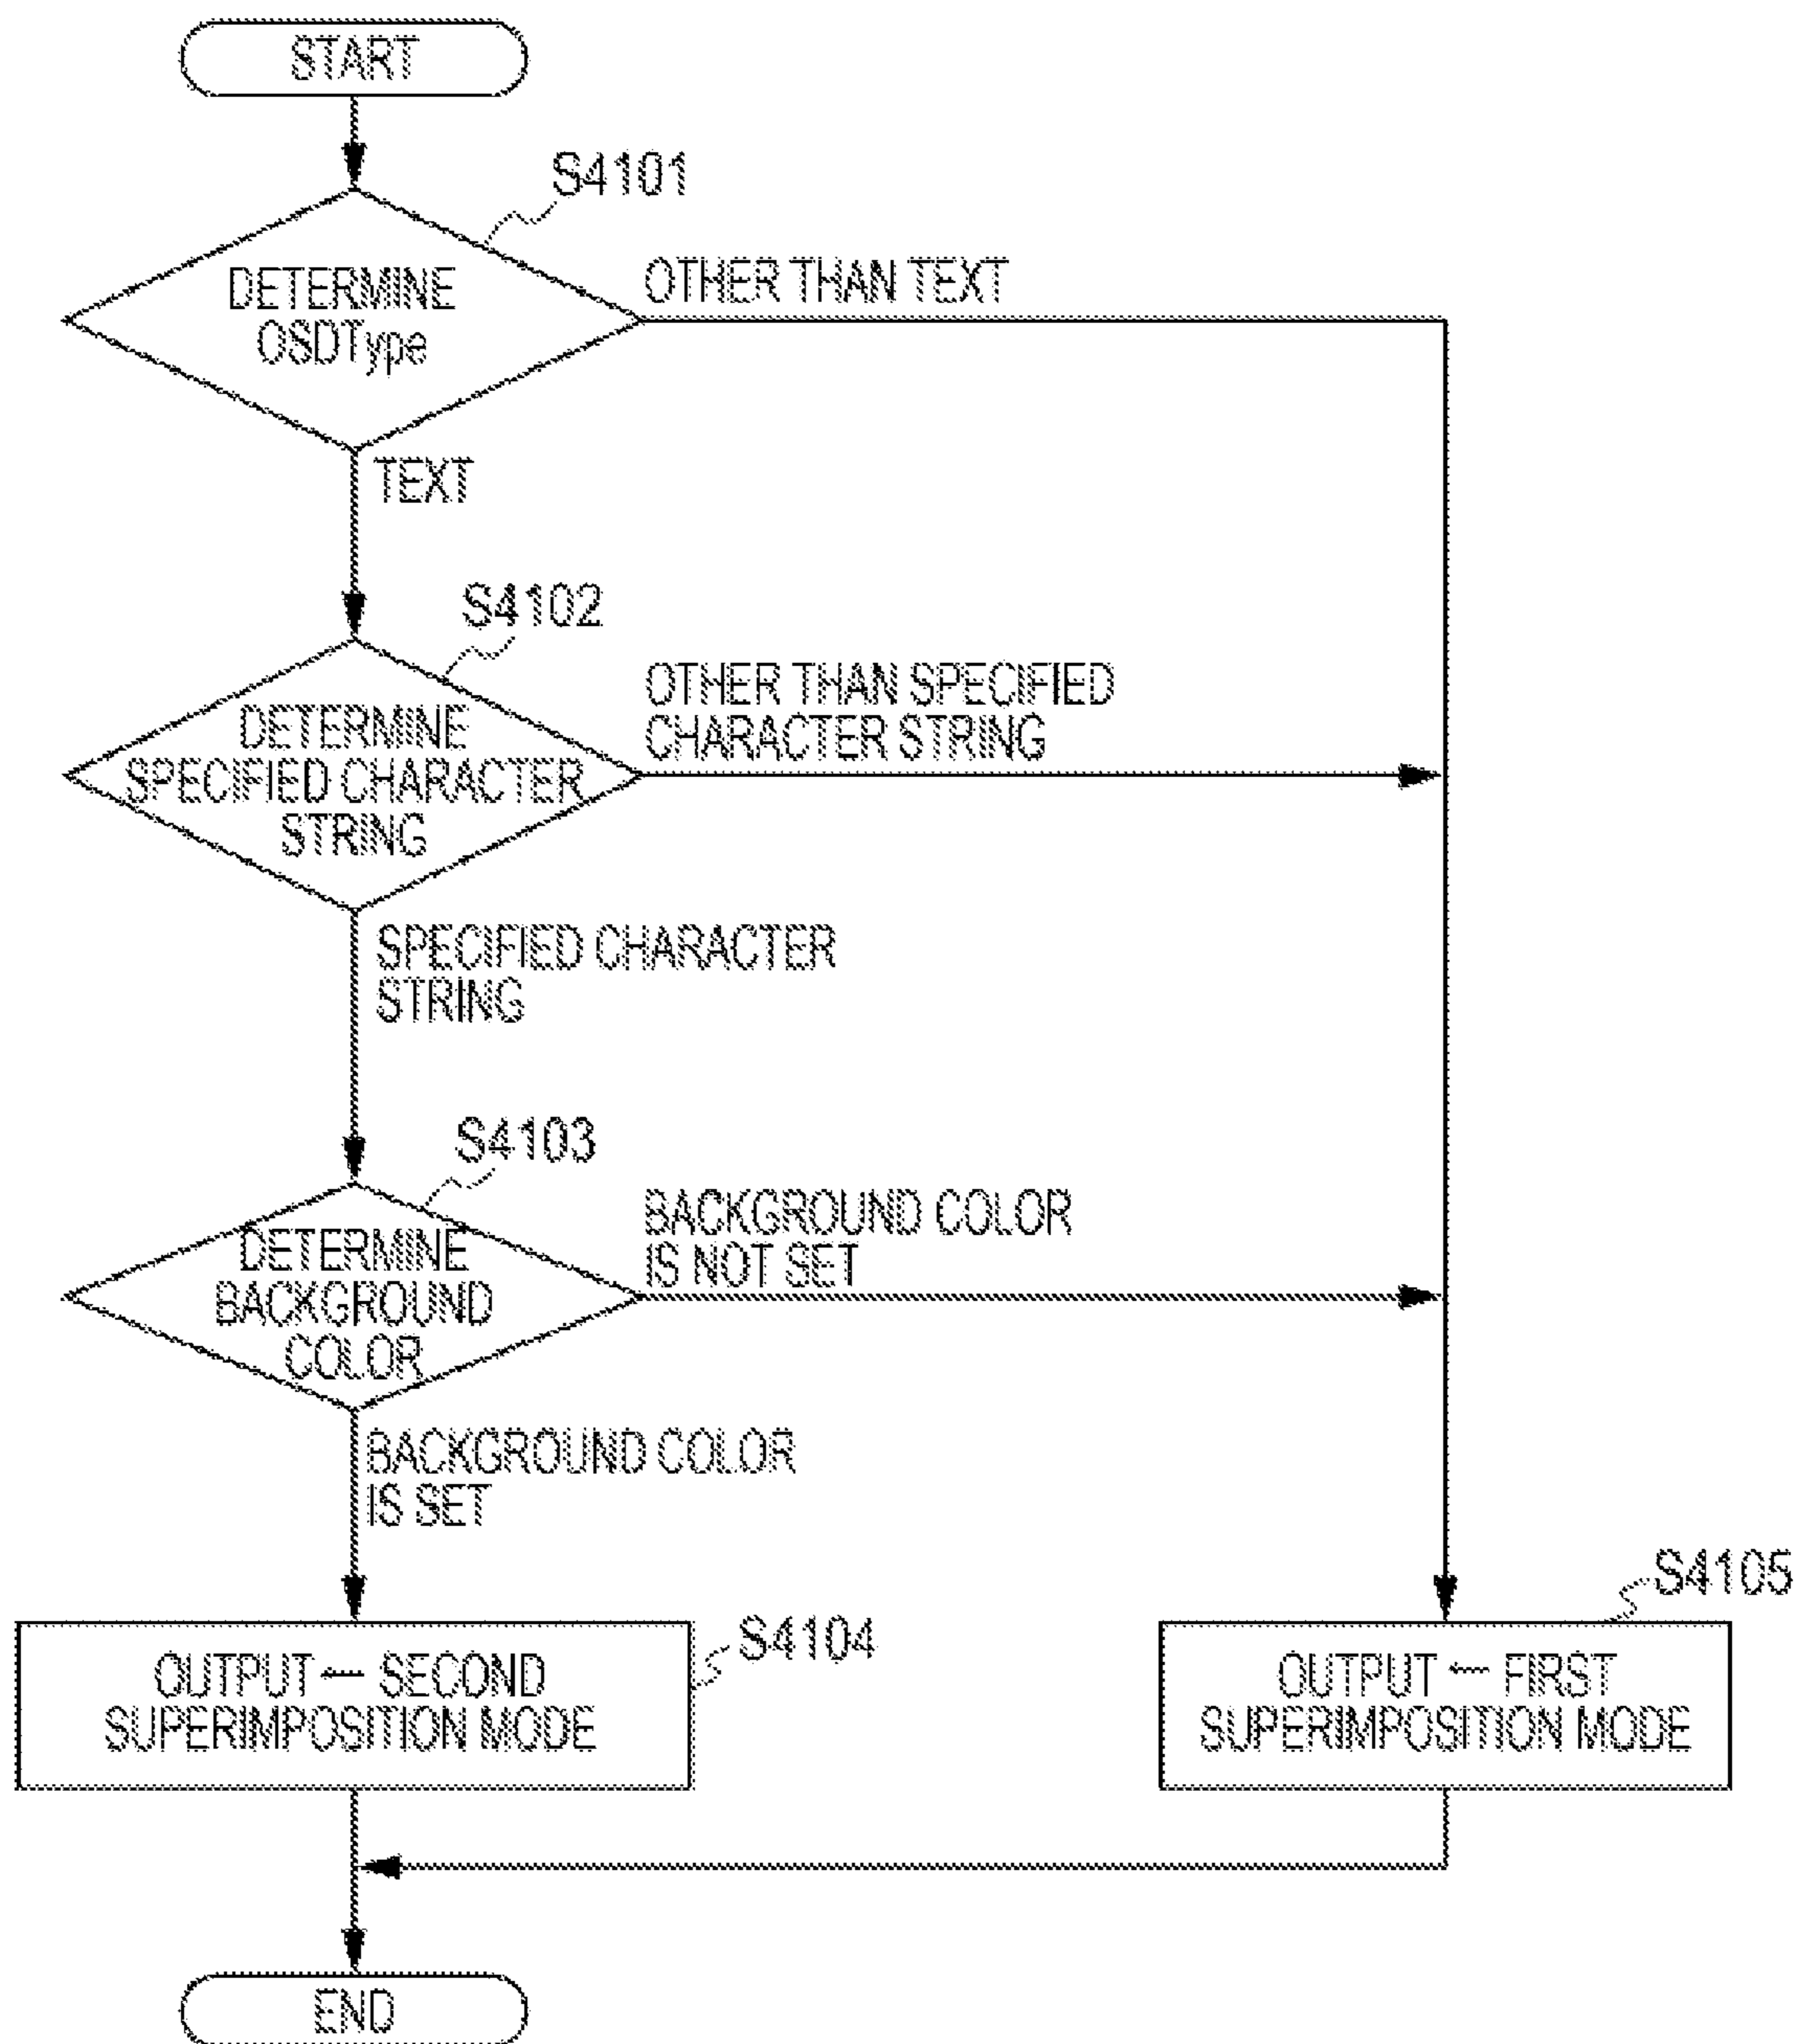 START
S4101
DETERMINE
OSDType
OTHER THAN TEXT
TEXT
S4102
DETERMINE
SPECIFIED CHARACTER
STRING
OTHER THAN SPECIFIED
CHARACTER STRING
SPECIFIED CHARACTER
STRING
S4103
DETERMINE
BACKGROUND
COLOR
BACKGROUND COLOR
IS NOT SET
BACKGROUND COLOR
IS SET
S4104
OUTPUT ← SECOND
SUPERIMPOSITION MODE
S4105
OUTPUT ← FIRST
SUPERIMPOSITION MODE
END